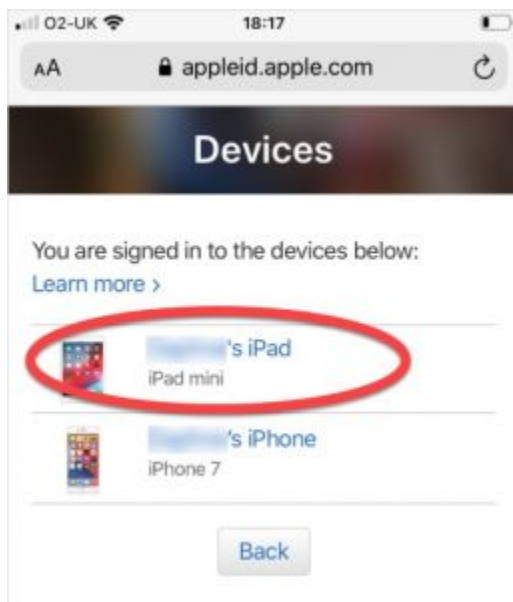 O2-UK 18:17
AA appleid.apple.com
Devices
You are signed in to the devices below:
Learn more >
's iPad
iPad mini
's iPhone
iPhone 7
Back